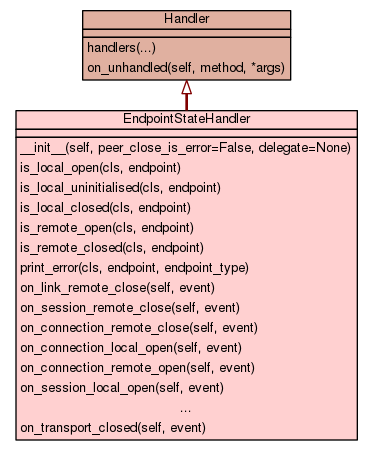 Handler
handlers(...)
on_unhandled(self, method, *args)
EndpointStateHandler
__init__(self, peer_close_is_error=False, delegate=None)
is_local_open(cls, endpoint)
is_local_uninitialised(cls, endpoint)
is_local_closed(cls, endpoint)
is_remote_open(cls, endpoint)
is_remote_closed(cls, endpoint)
print_error(cls, endpoint, endpoint_type)
on_link_remote_close(self, event)
on_session_remote_close(self, event)
on_connection_remote_close(self, event)
on_connection_local_open(self, event)
on_connection_remote_open(self, event)
on_session_local_open(self, event)
...
on_transport_closed(self, event)